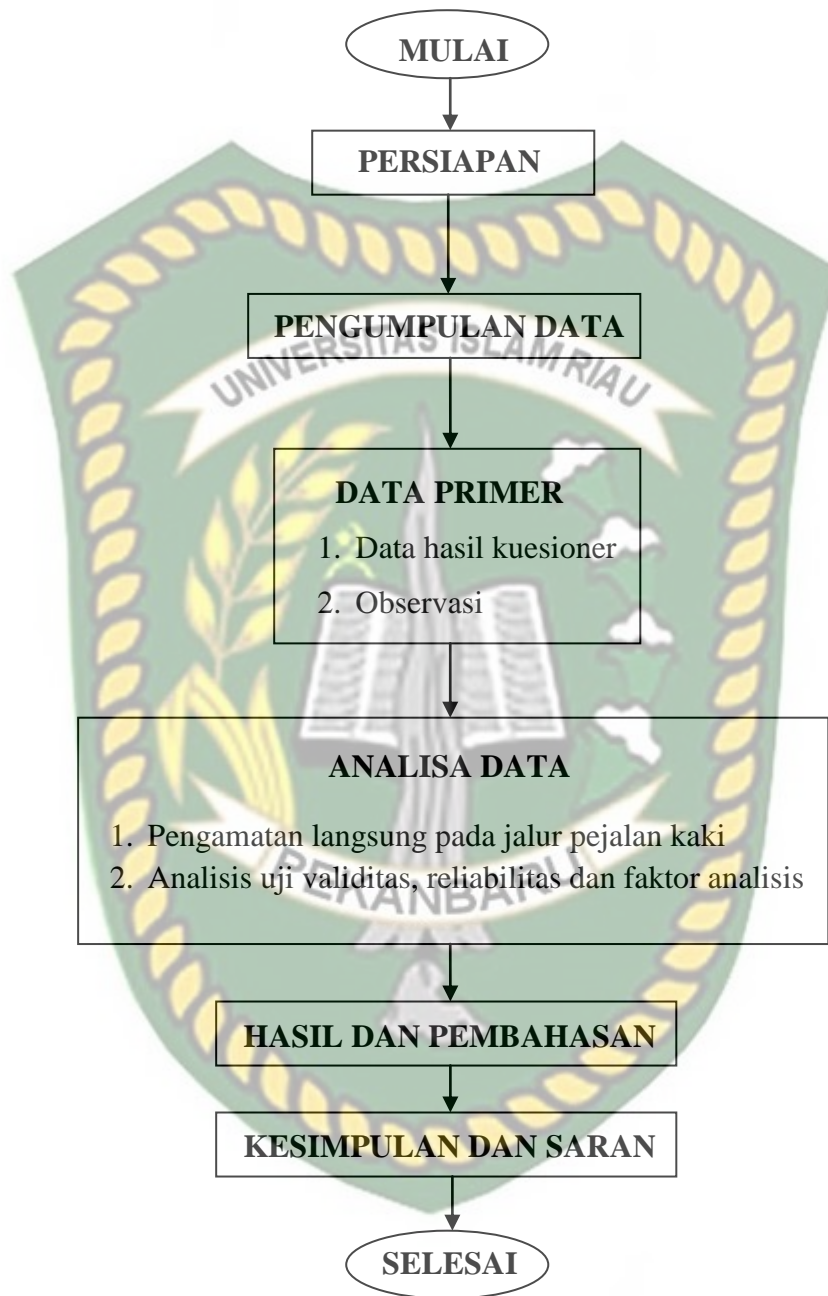 MULAI
PERSIAPAN
PENGUMPULAN DATA
UNIVERSITAS ISLAM RIAU
DATA PRIMER
1. Data hasil kuesioner
2. Observasi
ANALISA DATA
1. Pengamatan langsung pada jalur pejalan kaki
2. Analisis uji validitas, reliabilitas dan faktor analisis
PEKANBARU
HASIL DAN PEMBAHASAN
KESIMPULAN DAN SARAN
SELESAI